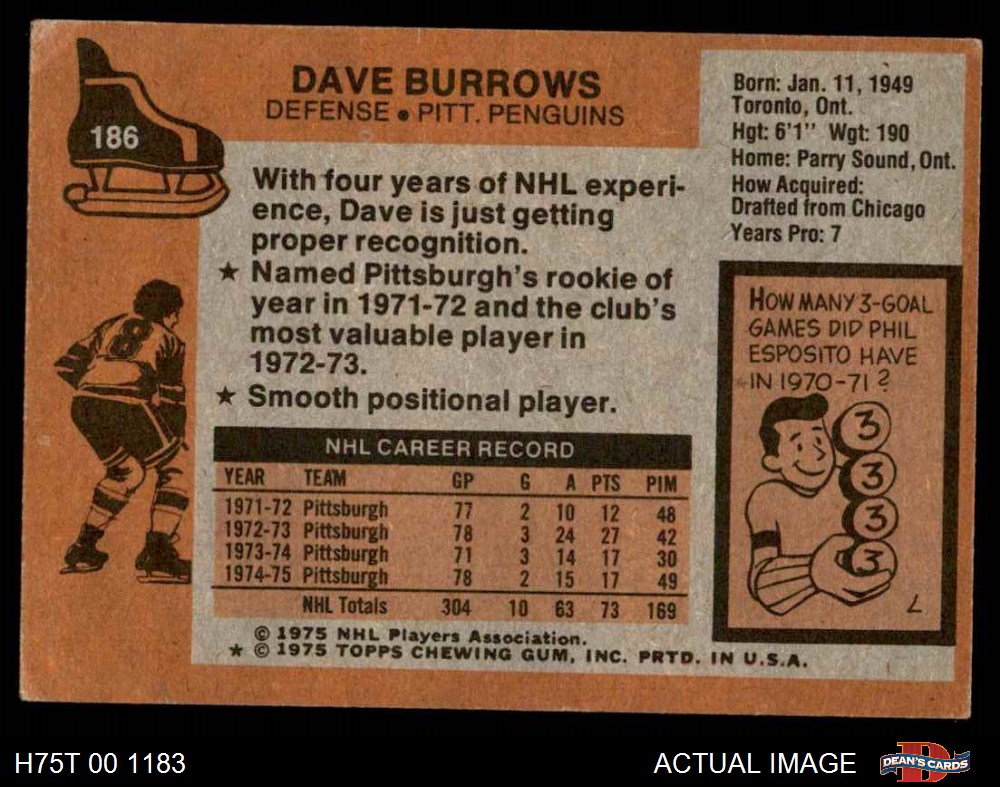 186
DAVE BURROWS
DEFENSE • PITT. PENGUINS
Born: Jan. 11, 1949
Toronto, Ont.
Hgt: 6'1" Wgt: 190
Home: Parry Sound, Ont.
How Acquired:
Drafted from Chicago
Years Pro: 7
With four years of NHL experi-
ence, Dave is just getting
proper recognition.
★ Named Pittsburgh's rookie of
year in 1971-72 and the club's
most valuable player in
1972-73.
★ Smooth positional player.
8
HOW MANY 3-GOAL
GAMES DID PHIL
ESPOSITO HAVE
IN 1970-71?
3
3
3
3
L
NHL CAREER RECORD
YEAR TEAM GP G A PTS PIM
1971-72 Pittsburgh 77 2 10 12 48
1972-73 Pittsburgh 78 3 24 27 42
1973-74 Pittsburgh 71 3 14 17 30
1974-75 Pittsburgh 78 2 15 17 49
NHL Totals 304 10 63 73 169
© 1975 NHL Players Association.
★ © 1975 TOPPS CHEWING GUM, INC. PRTD. IN U.S.A.
H75T 00 1183
ACTUAL IMAGE
D
DEAN'S CARDS